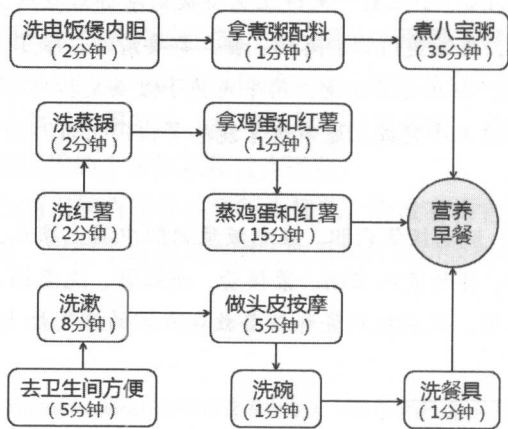 洗电饭煲内胆
（2分钟）
拿煮粥配料
（1分钟）
煮八宝粥
（35分钟）
洗蒸锅
（2分钟）
拿鸡蛋和红薯
（1分钟）
洗红薯
（2分钟）
蒸鸡蛋和红薯
（15分钟）
营养
早餐
洗漱
（8分钟）
做头皮按摩
（5分钟）
去卫生间方便
（5分钟）
洗碗
（1分钟）
洗餐具
（1分钟）